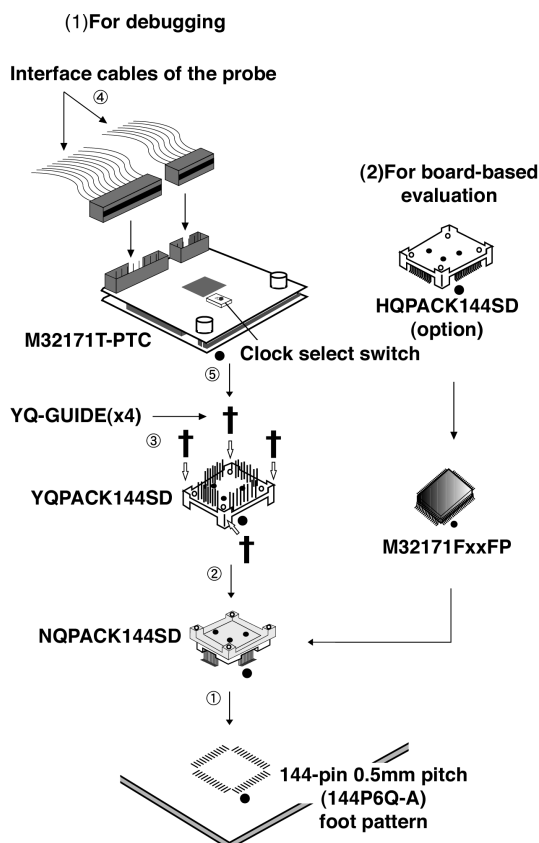 (1)For debugging
Interface cables of the probe
④
(2)For board-based
evaluation
HQPACK144SD
(option)
M32171T-PTC
Clock select switch
⑤
YQ-GUIDE(x4)
③
YQPACK144SD
M32171FxxFP
②
NQPACK144SD
①
144-pin 0.5mm pitch
(144P6Q-A)
foot pattern